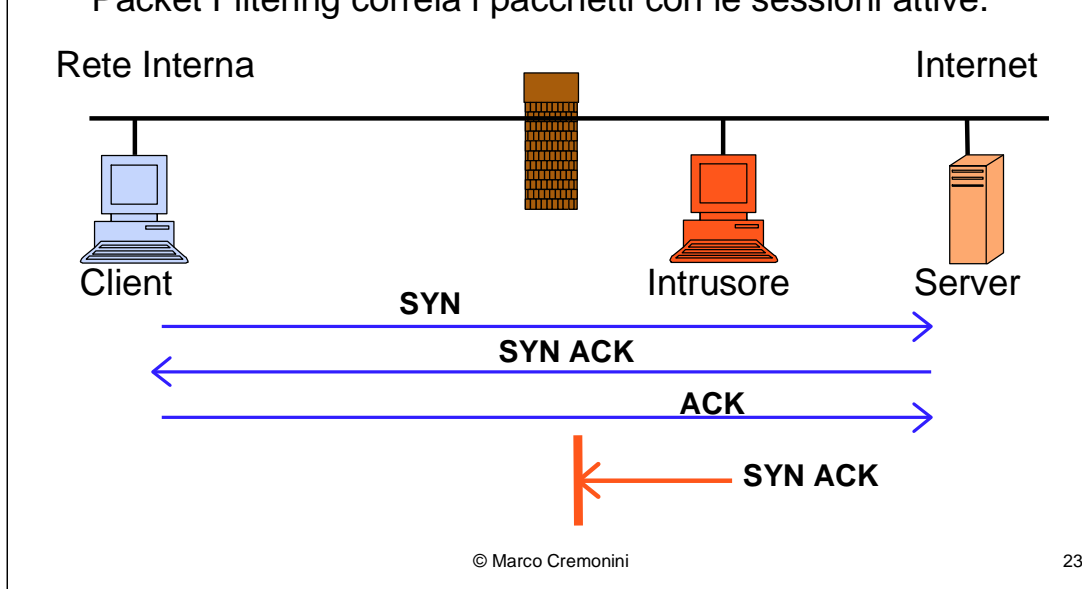 Packet Filtering correla i pacchetti con le sessioni attive.
Rete Interna
Internet
Client
Intrusore
Server
SYN
SYN ACK
ACK
SYN ACK
© Marco Cremonini
23